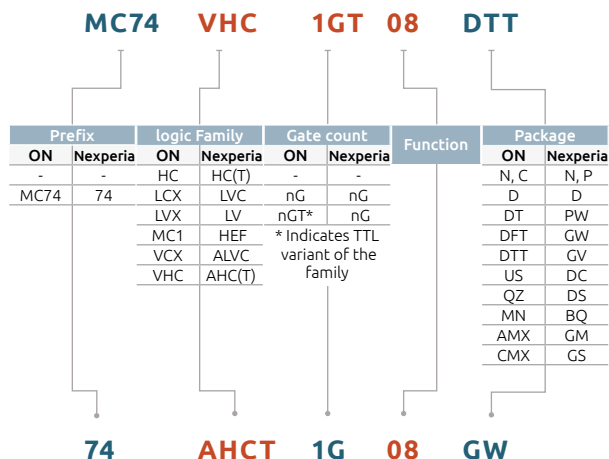 MC74 VHC 1GT 08 DTT
Prefix logic Family Gate count Function Package
ON Nexperia ON Nexperia ON Nexperia ON Nexperia
- - HC HC(T) - - N, C N, P
MC74 74 LCX LVC nG nG D D
LVX LV nGT* nG DT PW
MC1 HEF * Indicates TTL DFT GW
VCX ALVC variant of the DTT GV
VHC AHC(T) family US DC
QZ DS
MN BQ
AMX GM
CMX GS
74 AHCT 1G 08 GW